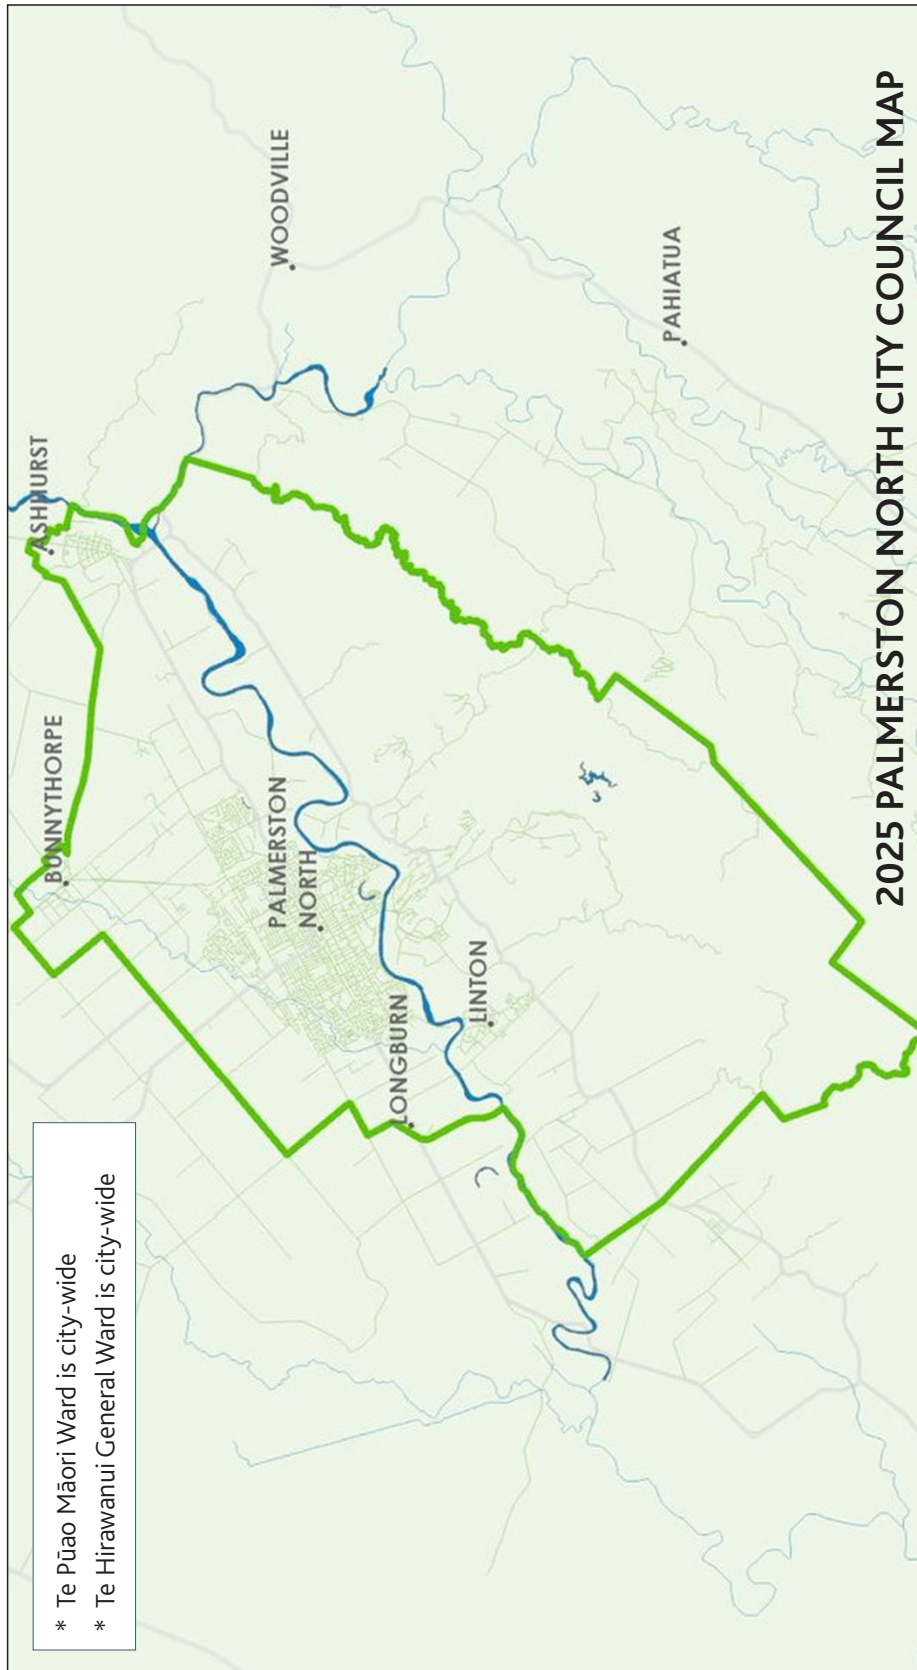 * Te Pūao Māori Ward is city-wide
* Te Hirawanui General Ward is city-wide
ASHHURST
BUNNYTHORPE
WOODVILLE
PALMERSTON
NORTH
LONGBURN
LINTON
PAHIATUA
2025 PALMERSTON NORTH CITY COUNCIL MAP